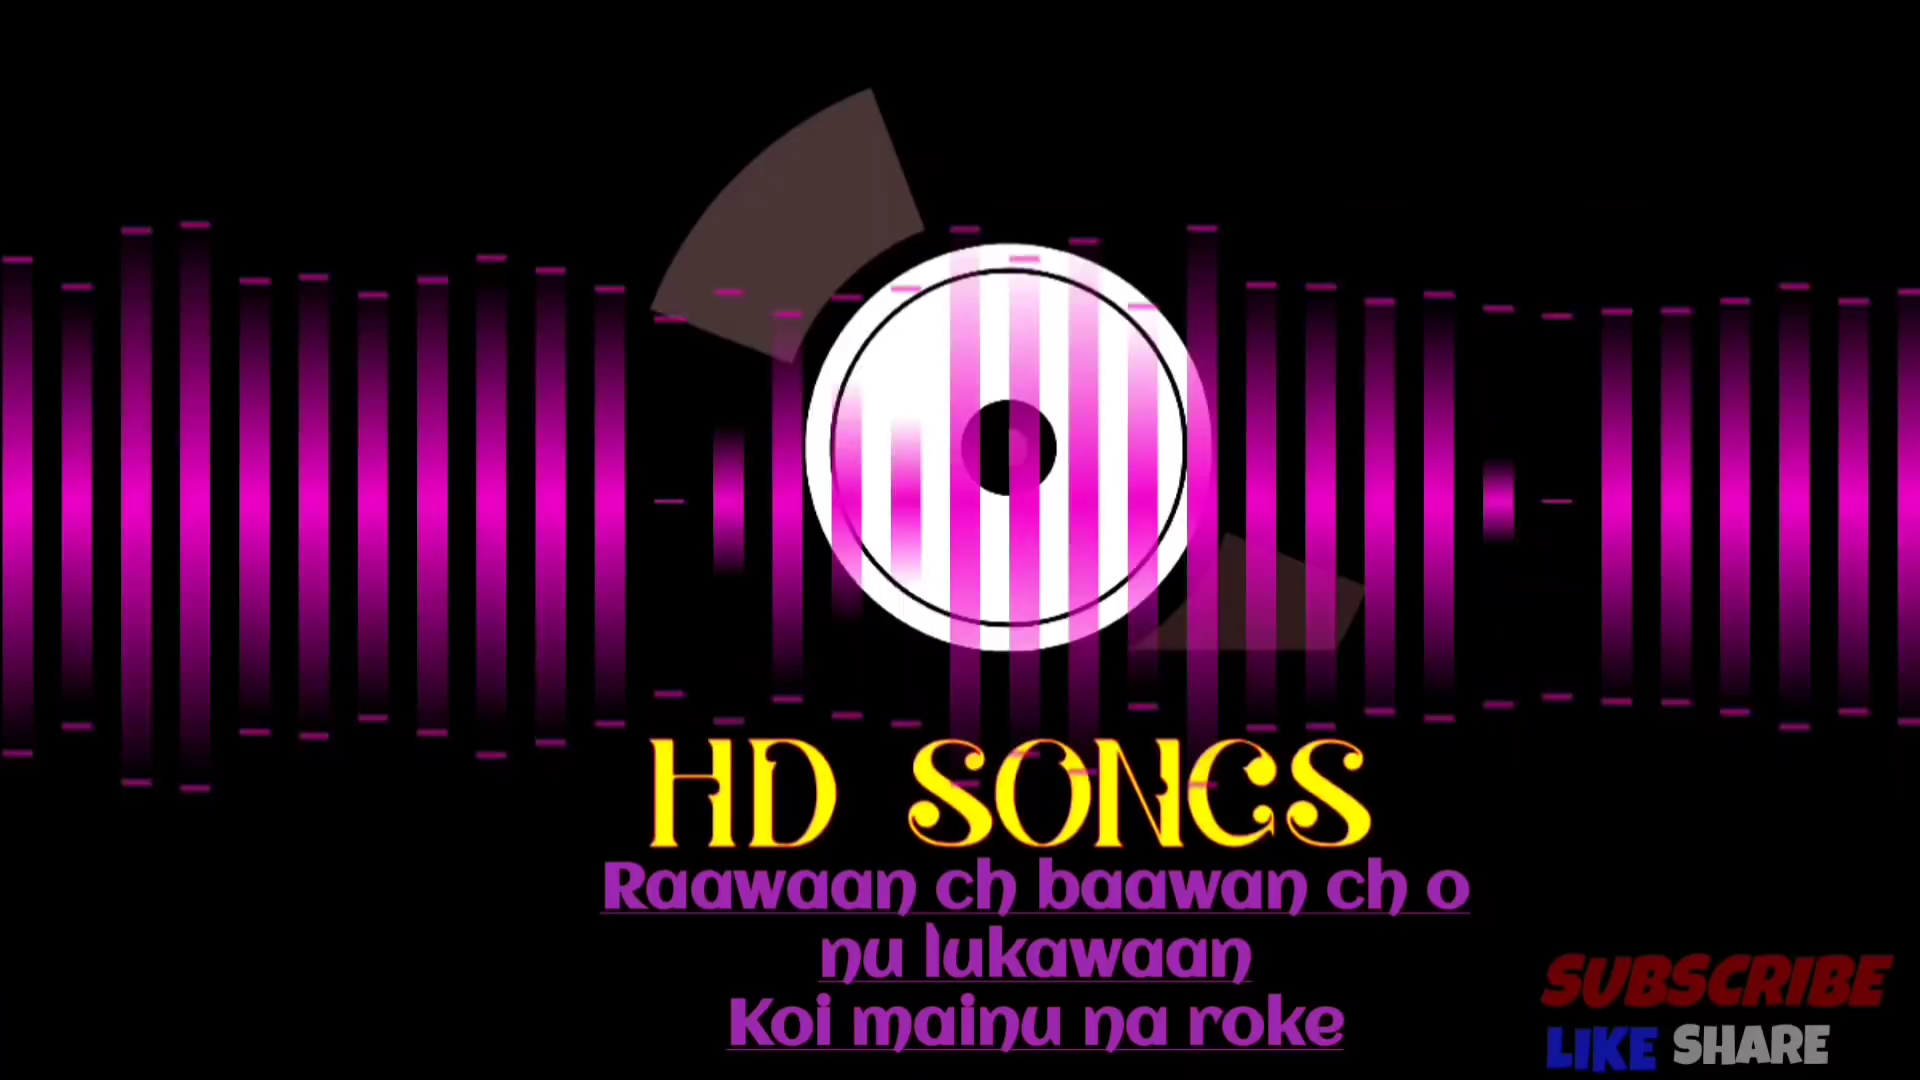 HD SONGS
Raawaan ch baawan ch o
nu lukawaan
Koi mainu na roke
SUBSCRIBE
LIKE SHARE